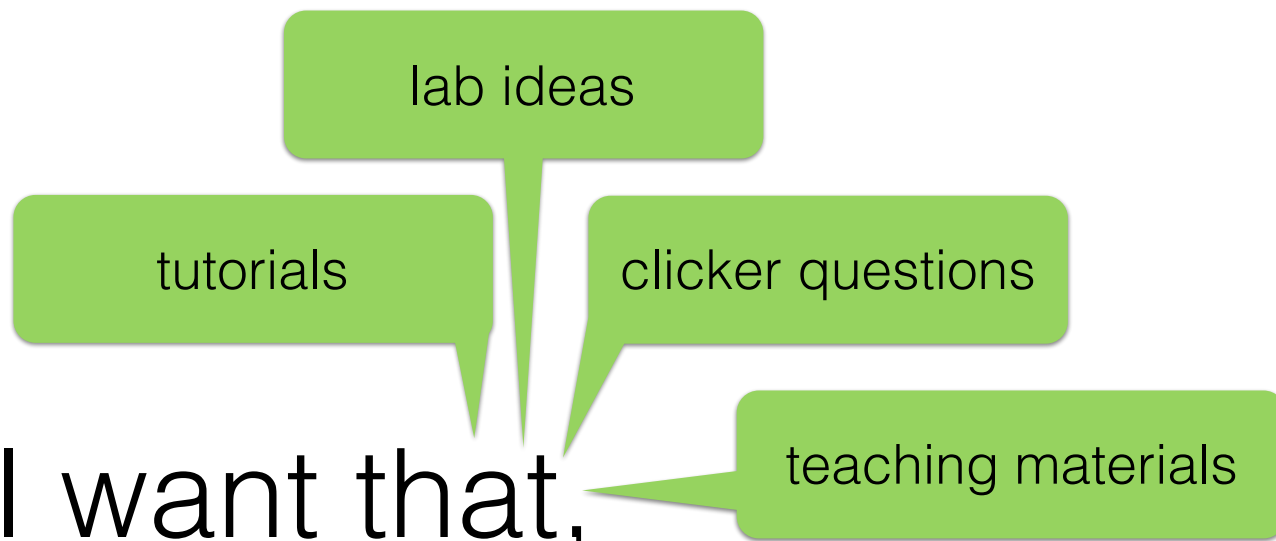 lab ideas
tutorials
clicker questions
teaching materials
I want that,